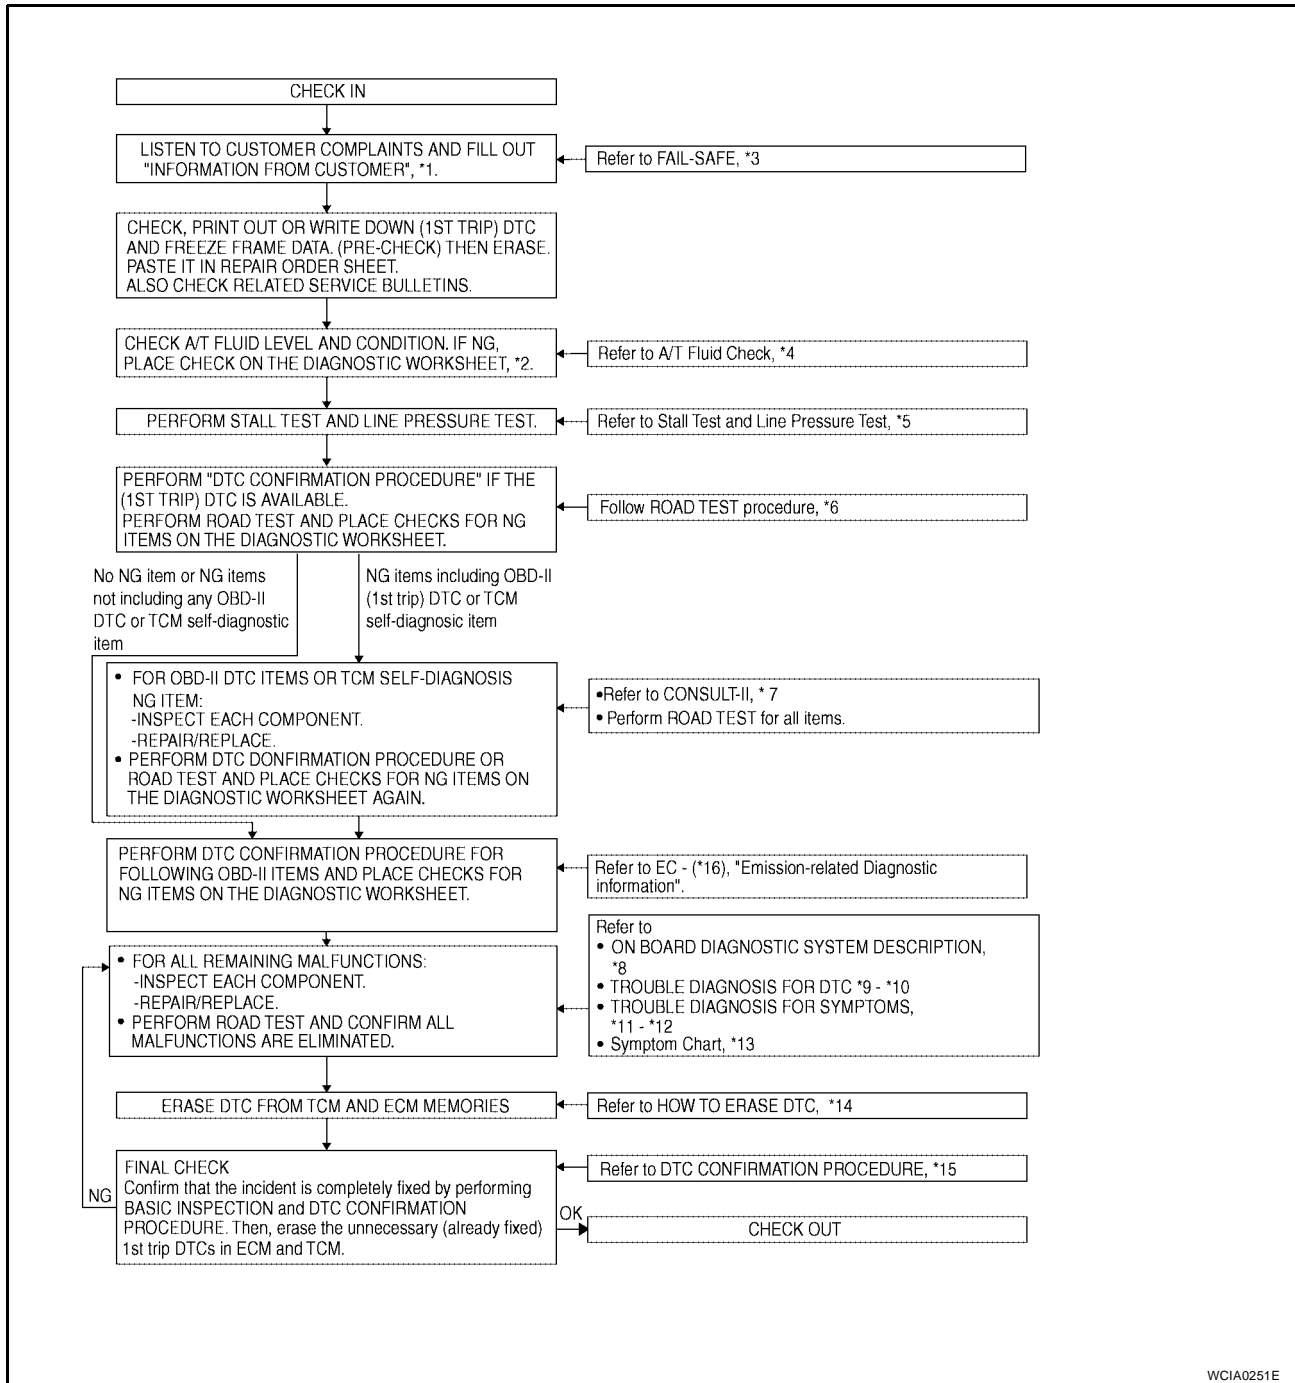 CHECK IN
LISTEN TO CUSTOMER COMPLAINTS AND FILL OUT
"INFORMATION FROM CUSTOMER", *1.
Refer to FAIL-SAFE, *3
CHECK, PRINT OUT OR WRITE DOWN (1ST TRIP) DTC
AND FREEZE FRAME DATA. (PRE-CHECK) THEN ERASE.
PASTE IT IN REPAIR ORDER SHEET.
ALSO CHECK RELATED SERVICE BULLETINS.
CHECK A/T FLUID LEVEL AND CONDITION. IF NG,
PLACE CHECK ON THE DIAGNOSTIC WORKSHEET, *2.
Refer to A/T Fluid Check, *4
PERFORM STALL TEST AND LINE PRESSURE TEST.
Refer to Stall Test and Line Pressure Test, *5
PERFORM "DTC CONFIRMATION PROCEDURE" IF THE
(1ST TRIP) DTC IS AVAILABLE.
PERFORM ROAD TEST AND PLACE CHECKS FOR NG
ITEMS ON THE DIAGNOSTIC WORKSHEET.
Follow ROAD TEST procedure, *6
No NG item or NG items
not including any OBD-II
DTC or TCM self-diagnostic
item
NG items including OBD-II
(1st trip) DTC or TCM
self-diagnosic item
• FOR OBD-II DTC ITEMS OR TCM SELF-DIAGNOSIS
NG ITEM:
-INSPECT EACH COMPONENT.
-REPAIR/REPLACE.
• PERFORM DTC DONFIRMATION PROCEDURE OR
ROAD TEST AND PLACE CHECKS FOR NG ITEMS ON
THE DIAGNOSTIC WORKSHEET AGAIN.
•Refer to CONSULT-II, * 7
• Perform ROAD TEST for all items.
PERFORM DTC CONFIRMATION PROCEDURE FOR
FOLLOWING OBD-II ITEMS AND PLACE CHECKS FOR
NG ITEMS ON THE DIAGNOSTIC WORKSHEET.
Refer to EC - (*16), "Emission-related Diagnostic
information".
• FOR ALL REMAINING MALFUNCTIONS:
-INSPECT EACH COMPONENT.
-REPAIR/REPLACE.
• PERFORM ROAD TEST AND CONFIRM ALL
MALFUNCTIONS ARE ELIMINATED.
Refer to
• ON BOARD DIAGNOSTIC SYSTEM DESCRIPTION,
*8
• TROUBLE DIAGNOSIS FOR DTC *9 - *10
• TROUBLE DIAGNOSIS FOR SYMPTOMS,
*11 - *12
• Symptom Chart, *13
ERASE DTC FROM TCM AND ECM MEMORIES
Refer to HOW TO ERASE DTC, *14
FINAL CHECK
Confirm that the incident is completely fixed by performing
BASIC INSPECTION and DTC CONFIRMATION
PROCEDURE. Then, erase the unnecessary (already fixed)
1st trip DTCs in ECM and TCM.
Refer to DTC CONFIRMATION PROCEDURE, *15
NG
OK
CHECK OUT
WCIA0251E